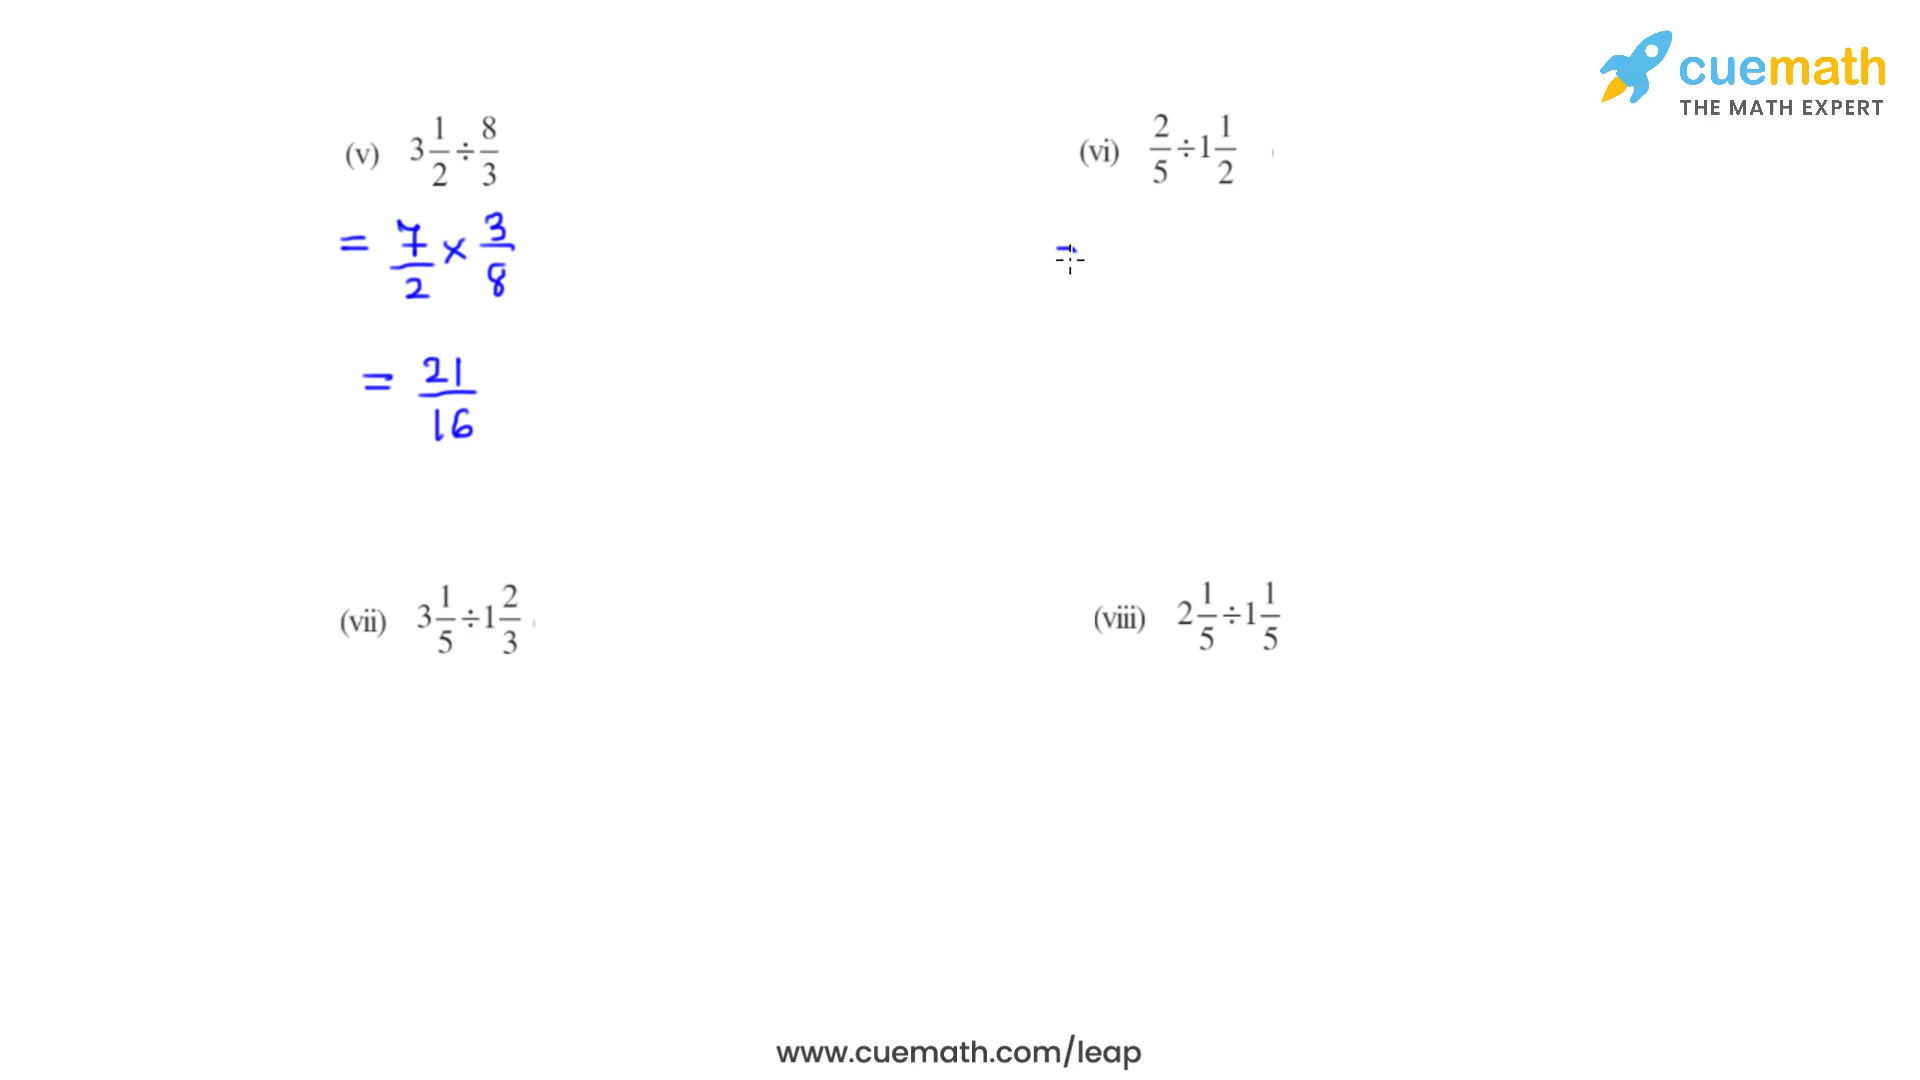 cuemath
THE MATH EXPERT
(v) 3 1/2 ÷ 8/3
= 7/2 × 3/8
= 21/16
(vi) 2/5 ÷ 1 1/2
(vii) 3 1/5 ÷ 1 2/3
(viii) 2 1/5 ÷ 1 1/5
www.cuemath.com/leap